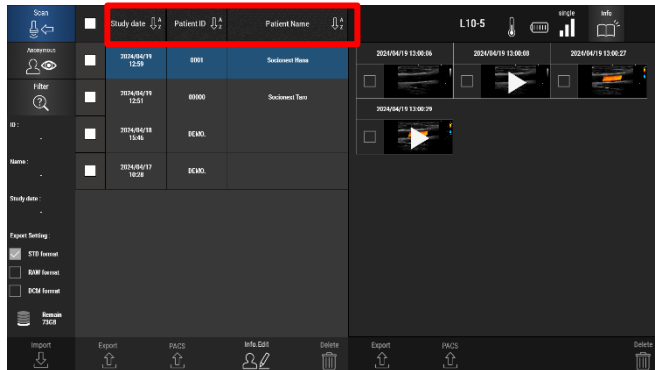 Scan
Anonymous
Filter
ID :
-
Name :
-
Study date :
-
Export Setting :
STD format
RAW format
DCM format
Remain
73GB
Import
Study date
Patient ID
Patient Name
2024/04/19
12:59
0001
Socionext Hana
2024/04/19
12:51
00000
Socionext Taro
2024/04/18
15:46
DEMO.
2024/04/17
10:28
DEMO.
Export
PACS
Info.Edit
Delete
L10-5
single
Info
2024/04/19 13:00:06
2024/04/19 13:00:08
2024/04/19 13:00:27
2024/04/19 13:00:29
Export
PACS
Delete